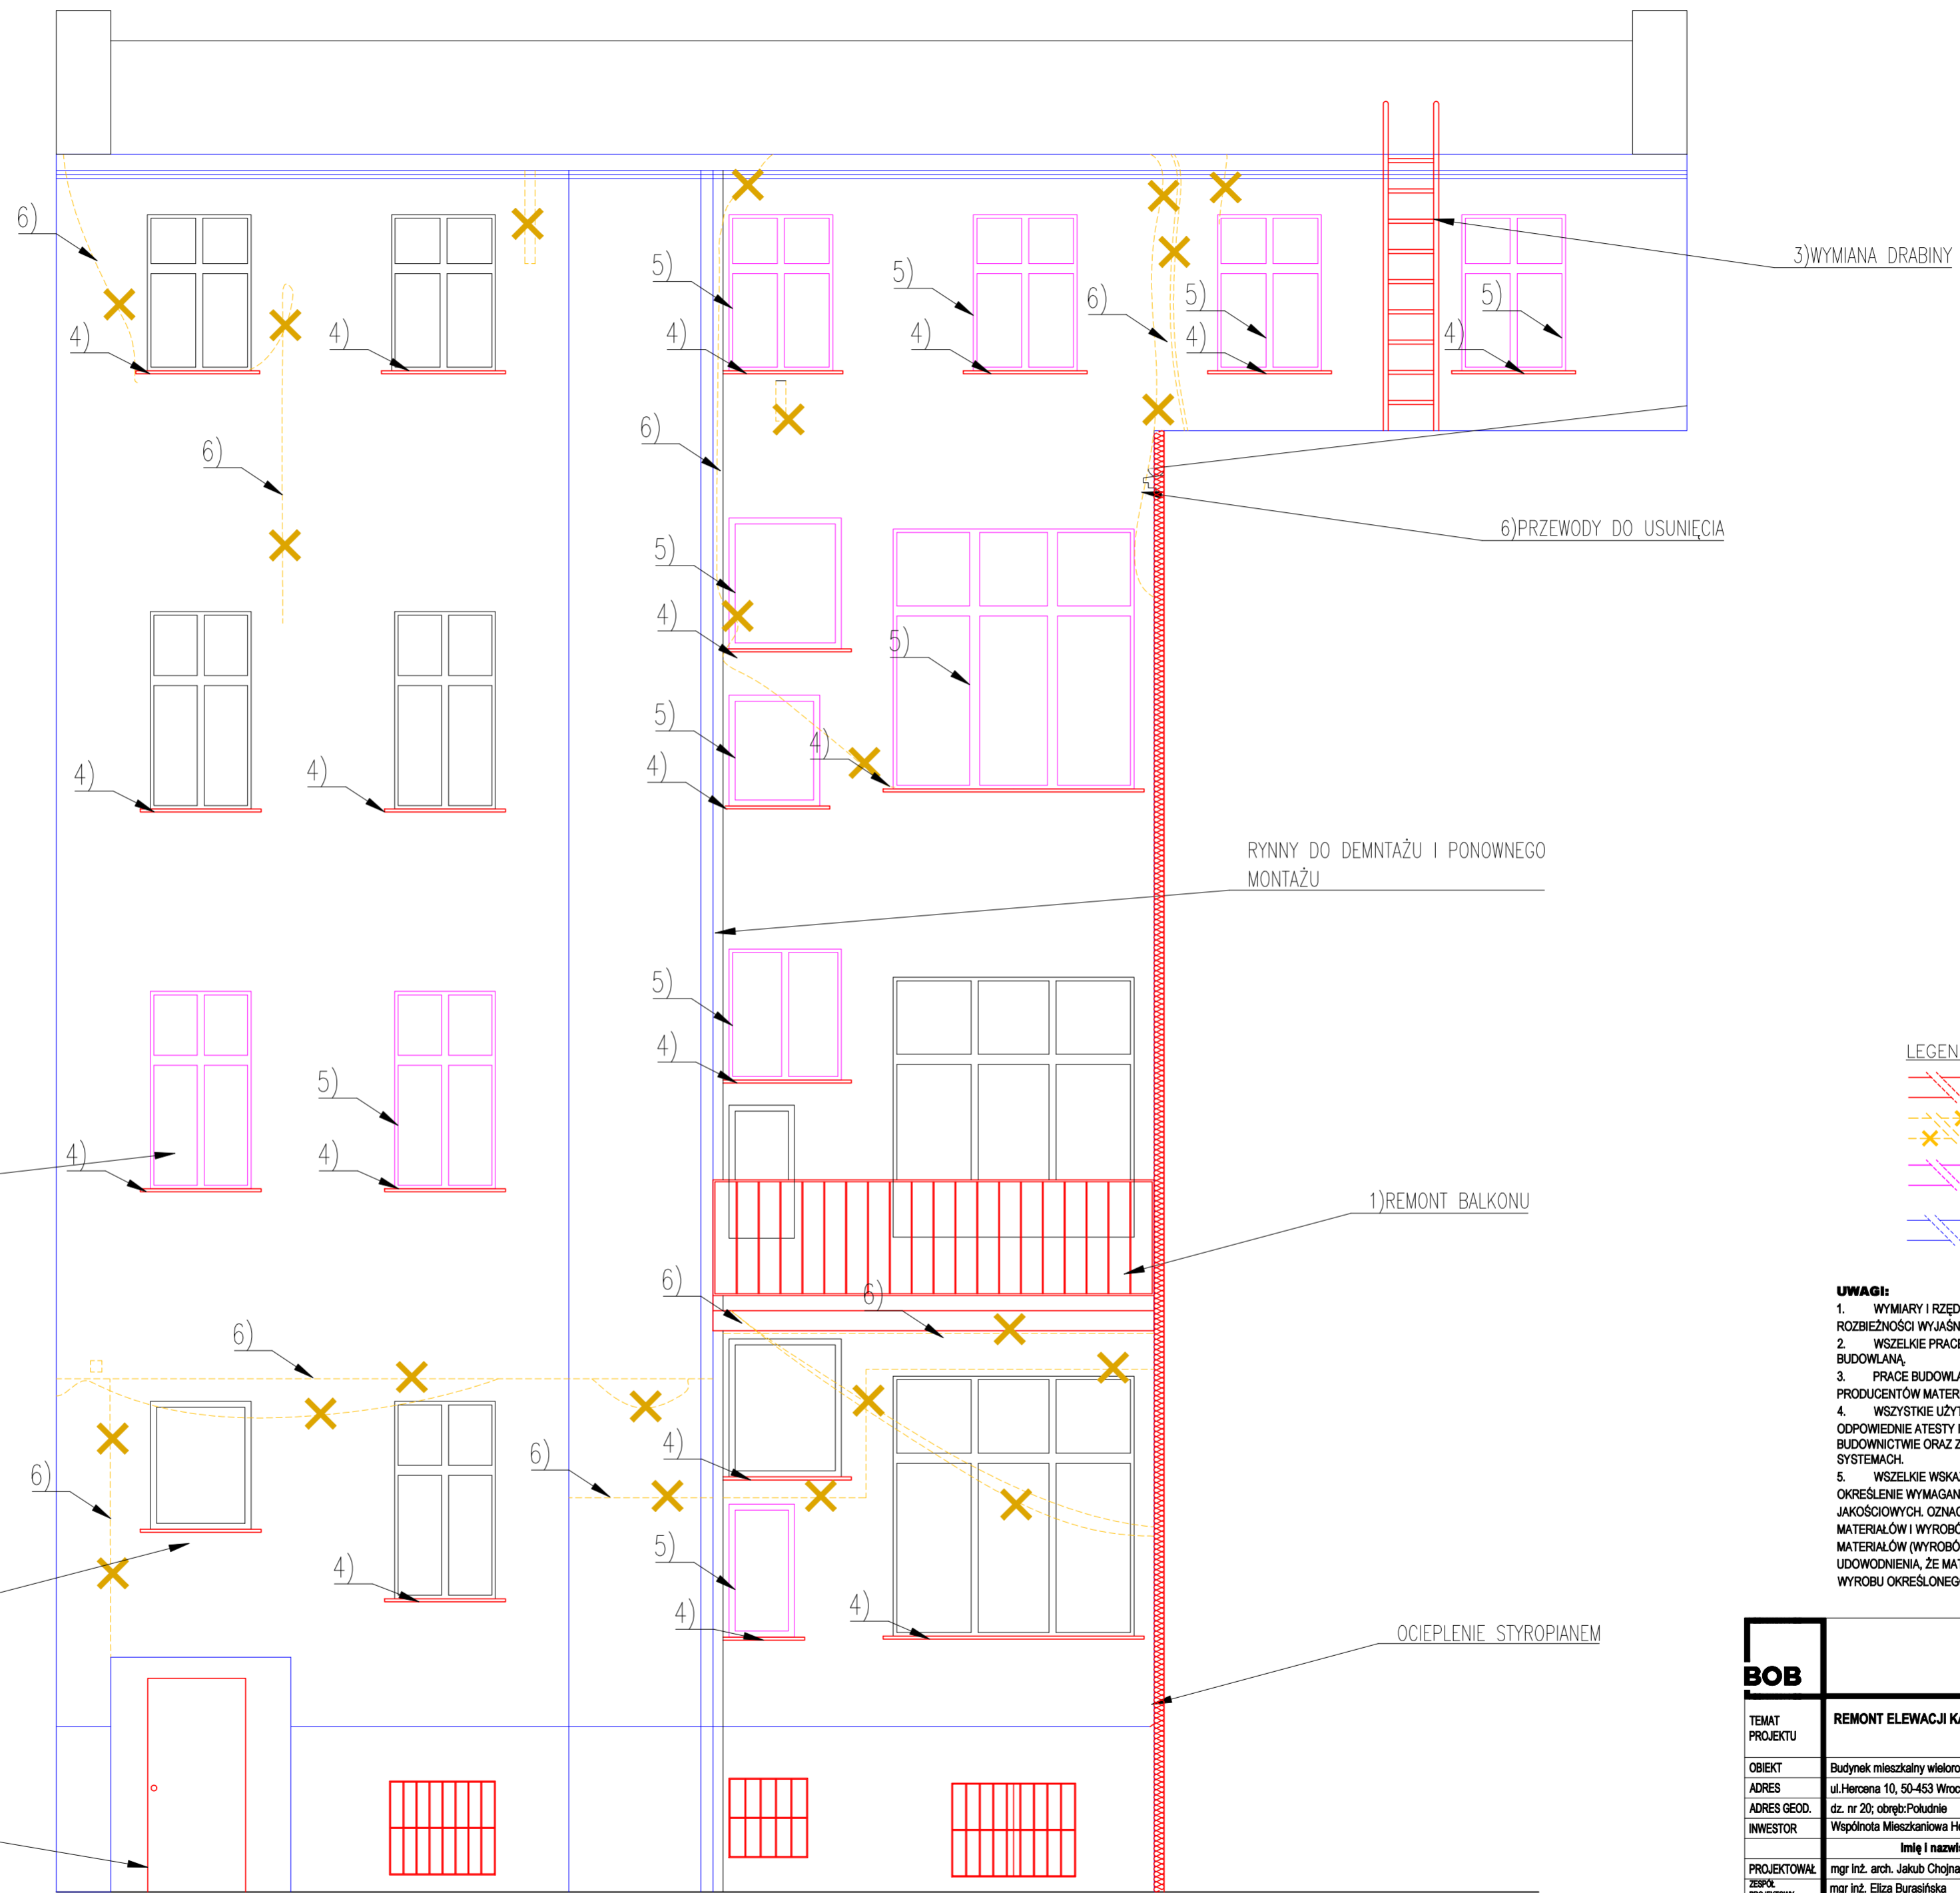 6)
3)WYMIANA DRABINY
5)
5)
6)
5)
5)
4)
4)
4)
4)
4)
4)
6)
6)
6)PRZEWODY DO USUNIĘCIA
5)
4)
5)
5)
4)
4)
4)
4)
RYNNY DO DEMNTAŻU I PONOWNEGO
MONTAŻU
5)
4)
5)
4)
4)
1)REMONT BALKONU
6)
6)
6)
6)
6)
4)
5)
4)
4)
4)
OCIEPLENIE STYROPIANEM
LEGEN
UWAGI:
1. WYMIARY I RZĘD
ROZBIEŻNOŚCI WYJAŚN
2. WSZELKIE PRACE
BUDOWLANĄ.
3. PRACE BUDOWLA
PRODUCENTÓW MATER
4. WSZYSTKIE UŻYT
ODPOWIEDNIE ATESTY
BUDOWNICTWIE ORAZ Z
SYSTEMACH.
5. WSZELKIE WSKA
OKREŚLENIE WYMAGAN
JAKOŚCIOWYCH. OZNAC
MATERIAŁÓW I WYROBÓ
MATERIAŁÓW (WYROBÓ
UDOWODNIENIA, ŻE MA
WYROBU OKREŚLONEG
BOB
TEMAT PROJEKTU REMONT ELEWACJI KA
OBIEKT Budynek mieszkalny wieloro
ADRES ul.Hercena 10, 50-453 Wroc
ADRES GEOD. dz. nr 20; obręb:Południe
INWESTOR Wspólnota Mieszkaniowa He
Imię i nazwi
PROJEKTOWAŁ mgr inż. arch. Jakub Chojna
ZESPÓŁ mgr inż. Eliza Burasińska